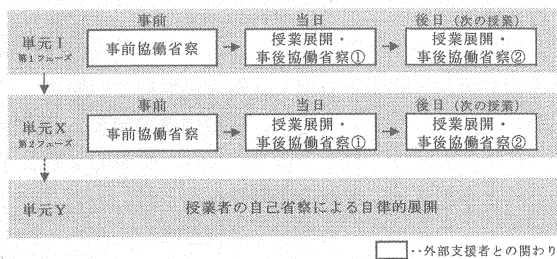 事前 当日 後日（次の授業）
単元Ⅰ
第1フェーズ
事前協働省察
授業展開・
事後協働省察①
授業展開・
事後協働省察②
事前 当日 後日（次の授業）
単元X
第2フェーズ
事前協働省察
授業展開・
事後協働省察①
授業展開・
事後協働省察②
単元Y 授業者の自己省察による自律的展開
‥外部支援者との関わり